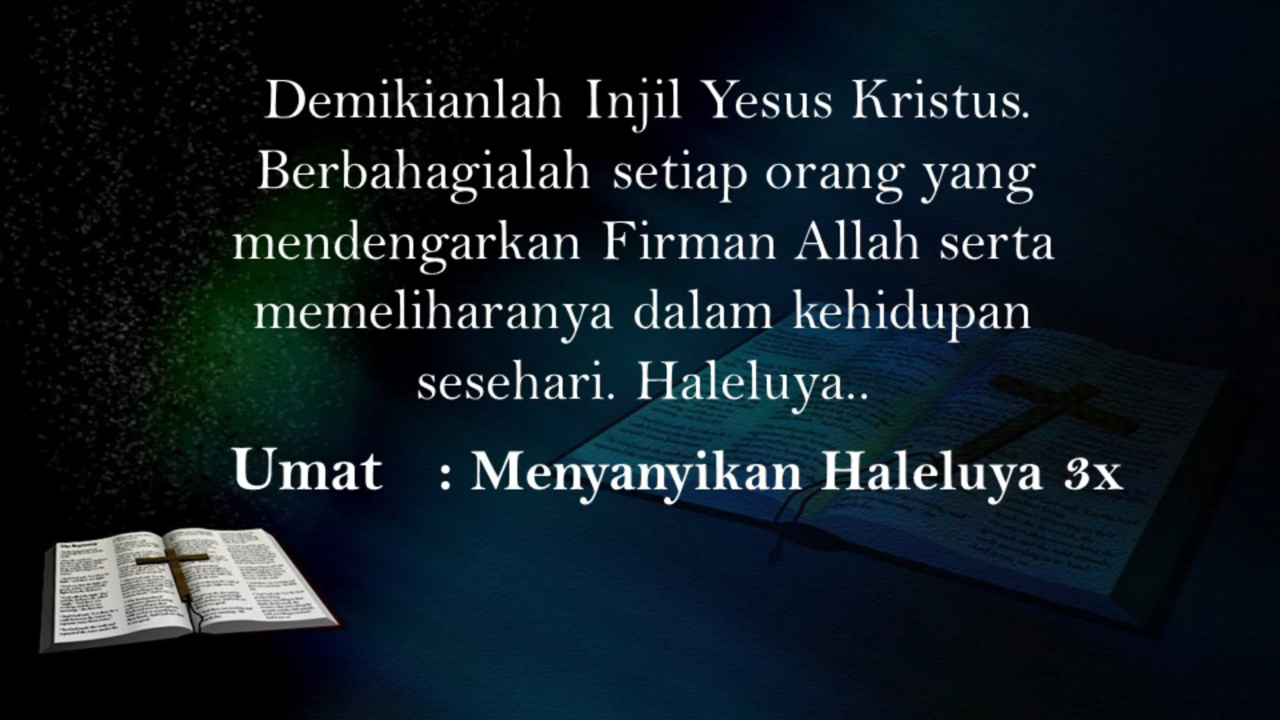 Demikianlah Injil Yesus Kristus.
Berbahagialah setiap orang yang
mendengarkan Firman Allah serta
memeliharanya dalam kehidupan
sesehari. Haleluya..
Umat : Menyanyikan Haleluya 3x